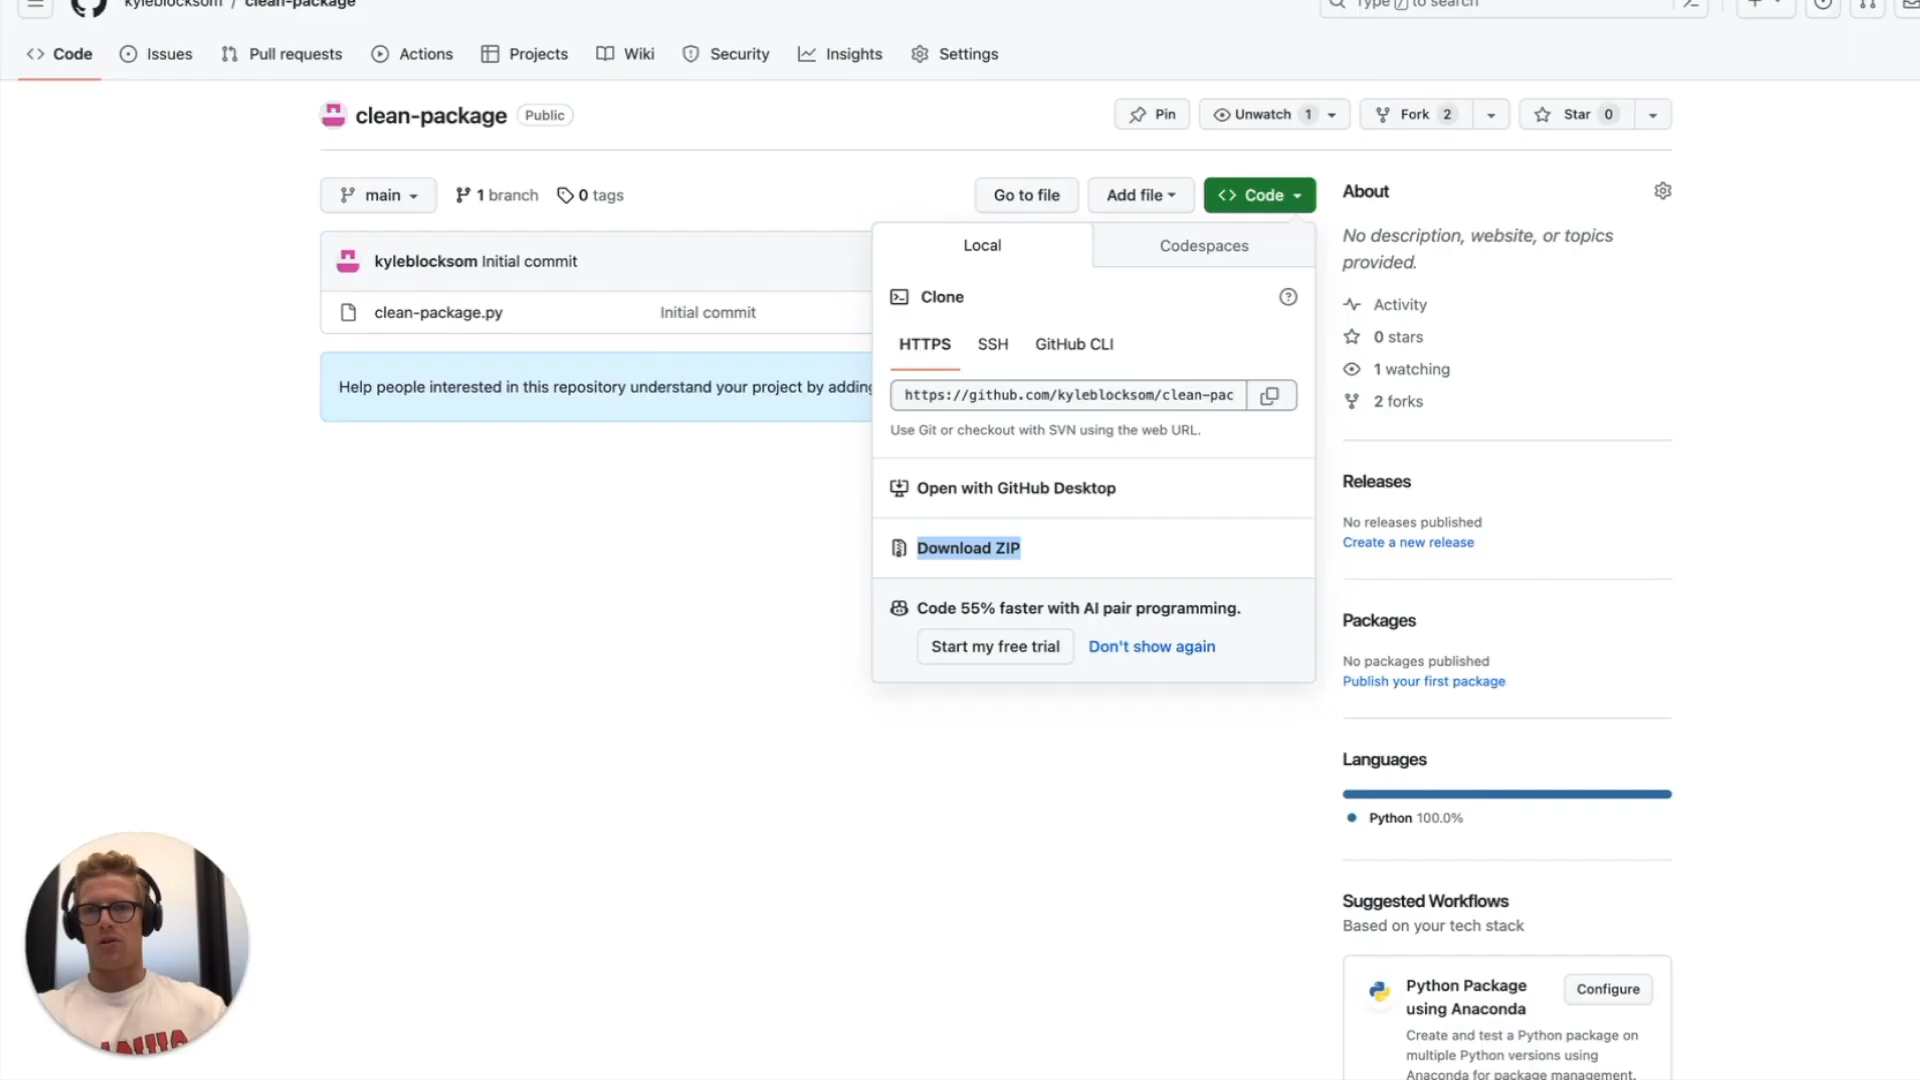 kyleblocksom / clean-package
Type / to search
Code
Issues
Pull requests
Actions
Projects
Wiki
Security
Insights
Settings
clean-package
Public
Pin
Unwatch 1
Fork 2
Star 0
main
1 branch
0 tags
Go to file
Add file
Code
kyleblocksom Initial commit
clean-package.py
Initial commit
Help people interested in this repository understand your project by adding
Local
Codespaces
Clone
HTTPS
SSH
GitHub CLI
https://github.com/kyleblocksom/clean-pac
Use Git or checkout with SVN using the web URL.
Open with GitHub Desktop
Download ZIP
Code 55% faster with AI pair programming.
Start my free trial
Don't show again
About
No description, website, or topics
provided.
Activity
0 stars
1 watching
2 forks
Releases
No releases published
Create a new release
Packages
No packages published
Publish your first package
Languages
Python 100.0%
Suggested Workflows
Based on your tech stack
Python Package
using Anaconda
Configure
Create and test a Python package on
multiple Python versions using
Anaconda for package management.